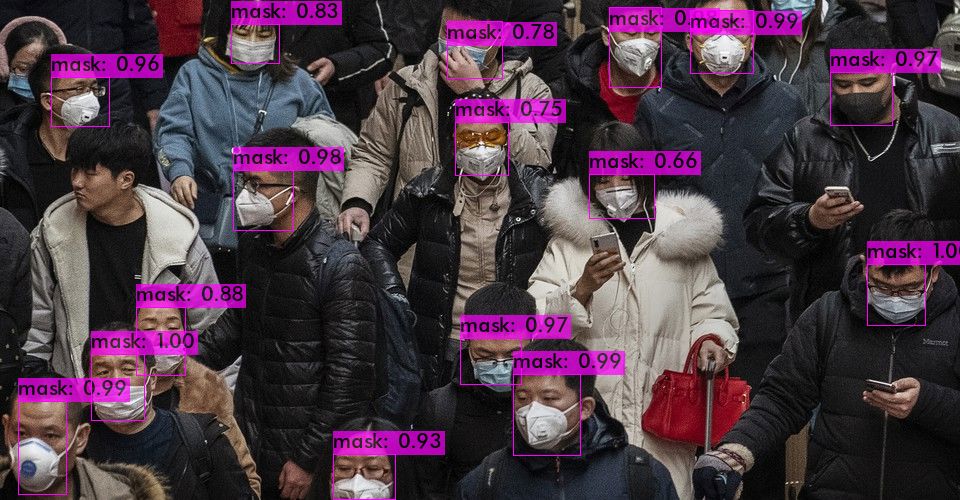 mask: 0.83
mask: 0.78
mask: 0.
mask: 0.99
mask: 0.96
mask: 0.97
mask: 0.75
mask: 0.98
mask: 0.66
mask: 1.0
mask: 0.88
mask: 0.97
mask: 1.00
mask: 0.99
mask: 0.99
mask: 0.93
Marmot